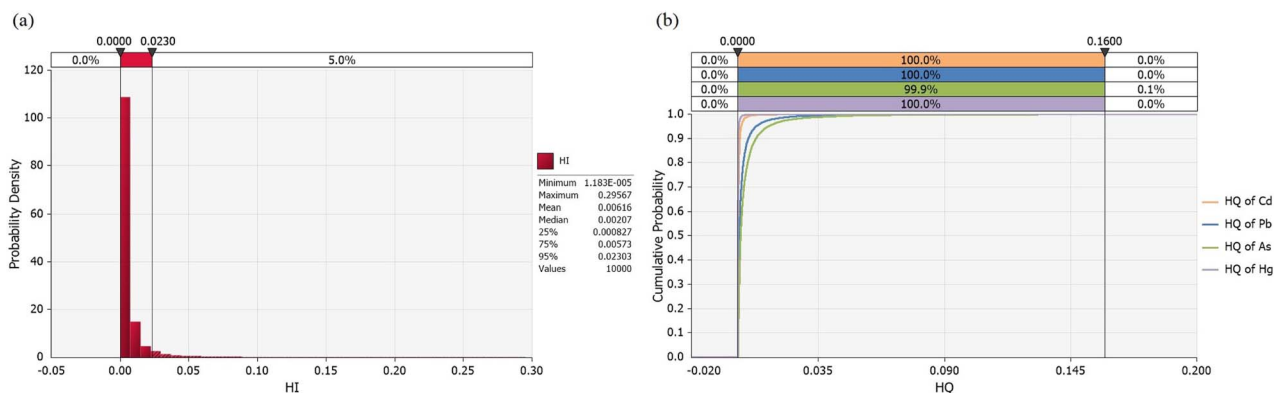 (a)
0.0000 0.0230
0.0% 5.0%
120
100
80
60
40
20
0
Probability Density
-0.05 0.00 0.05 0.10 0.15 0.20 0.25 0.30
HI
HI
Minimum 1.183E-005
Maximum 0.29567
Mean 0.00616
Median 0.00207
25% 0.000827
75% 0.00573
95% 0.02303
Values 10000
(b)
0.0000 0.1600
0.0% 100.0% 0.0%
0.0% 100.0% 0.0%
0.0% 99.9% 0.1%
0.0% 100.0% 0.0%
1.0
0.9
0.8
0.7
0.6
0.5
0.4
0.3
0.2
0.1
0.0
Cumulative Probability
-0.020 0.035 0.090 0.145 0.200
HQ
HQ of Cd
HQ of Pb
HQ of As
HQ of Hg